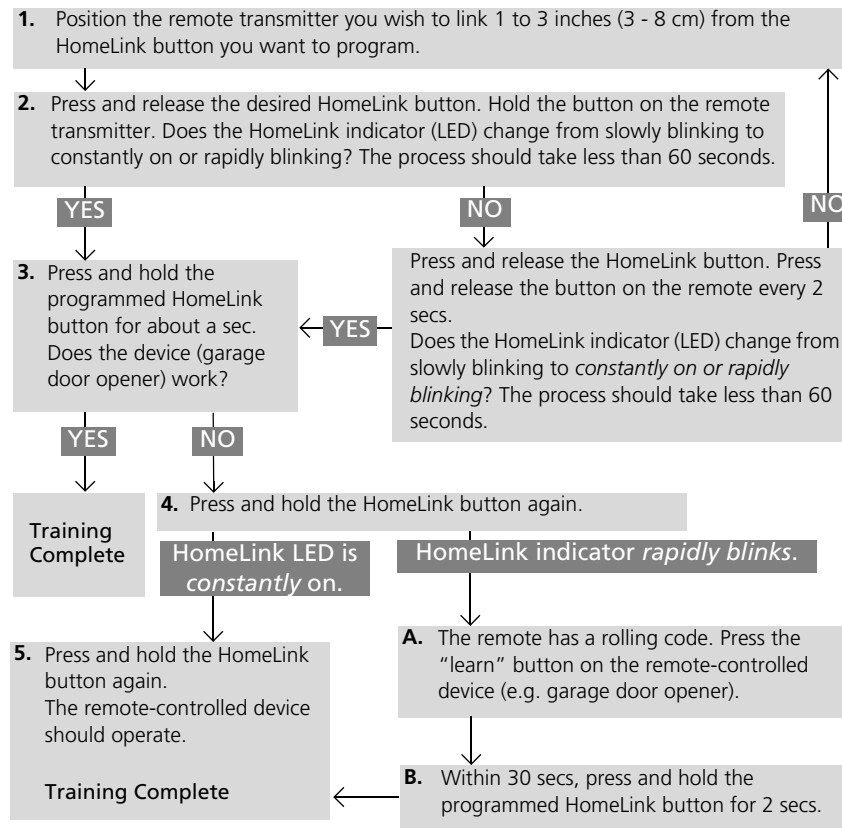 1. Position the remote transmitter you wish to link 1 to 3 inches (3 - 8 cm) from the
HomeLink button you want to program.
2. Press and release the desired HomeLink button. Hold the button on the remote
transmitter. Does the HomeLink indicator (LED) change from slowly blinking to
constantly on or rapidly blinking? The process should take less than 60 seconds.
YES
NO
NO
3. Press and hold the
programmed HomeLink
button for about a sec.
Does the device (garage
door opener) work?
YES
Press and release the HomeLink button. Press
and release the button on the remote every 2
secs.
Does the HomeLink indicator (LED) change from
slowly blinking to constantly on or rapidly
blinking? The process should take less than 60
seconds.
YES
NO
Training
Complete
4. Press and hold the HomeLink button again.
HomeLink LED is
constantly on.
HomeLink indicator rapidly blinks.
5. Press and hold the HomeLink
button again.
The remote-controlled device
should operate.
Training Complete
A. The remote has a rolling code. Press the
“learn” button on the remote-controlled
device (e.g. garage door opener).
B. Within 30 secs, press and hold the
programmed HomeLink button for 2 secs.